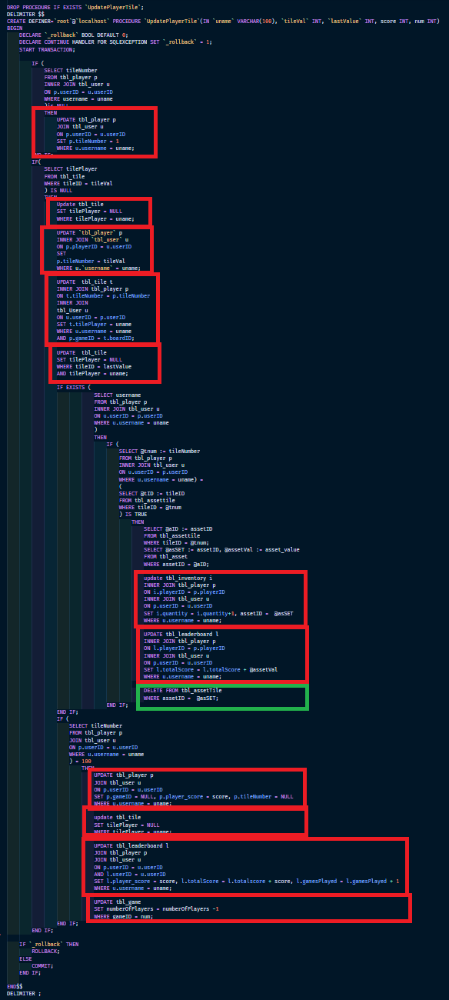 DROP PROCEDURE IF EXISTS `UpdatePlayerTile`;
DELIMITER $$
CREATE DEFINER=`root`@`localhost` PROCEDURE `UpdatePlayerTile`(IN `uname` VARCHAR(100), `tileVal` INT, `lastValue` INT, score INT, num INT)
BEGIN
DECLARE `_rollback` BOOL DEFAULT 0;
DECLARE CONTINUE HANDLER FOR SQLEXCEPTION SET `_rollback` = 1;
START TRANSACTION;
IF (
SELECT tileNumber
FROM tbl_player p
INNER JOIN tbl_user u
ON p.userID = u.userID
WHERE username = uname
)is NULL
THEN
UPDATE tbl_player p
JOIN tbl_user u
ON p.userID = u.userID
SET p.tileNumber = 1
WHERE u.username = uname;
END IF;
IF(
SELECT tilePlayer
FROM tbl_tile
WHERE tileID = tileVal
) IS NULL
THEN
Update tbl_tile
SET tilePlayer = NULL
WHERE tilePlayer = uname;
UPDATE `tbl_player` p
INNER JOIN `tbl_user` u
ON p.playerID = u.userID
SET
p.tileNumber = tileVal
WHERE u.`username` = uname;
UPDATE  tbl_tile t
INNER JOIN tbl_player p
ON t.tileNumber = p.tileNumber
INNER JOIN
tbl_User u
ON u.userID = p.userID
SET t.tilePlayer = uname
WHERE u.username = uname
AND p.gameID = t.boardID;
UPDATE  tbl_tile
SET tilePlayer = NULL
WHERE tileID = lastValue
AND tilePlayer = uname;
IF EXISTS (
SELECT username
FROM tbl_player p
INNER JOIN tbl_user u
ON u.userID = p.userID
WHERE u.username = uname
)
THEN
IF (
SELECT @tnum := tileNumber
FROM tbl_player p
INNER JOIN tbl_user u
ON u.userID = p.userID
WHERE u.username = uname) =
(
SELECT @tID := tileID
FROM tbl_assettile
WHERE tileID = @tnum
) IS TRUE
THEN
SELECT @aID := assetID
FROM tbl_assettile
WHERE tileID = @tnum;
SELECT @asSET := assetID, @assetVal := asset_value
FROM tbl_asset
WHERE assetID = @aID;
update tbl_inventory i
INNER JOIN tbl_player p
ON i.playerID = p.playerID
INNER JOIN tbl_user u
ON p.userID = u.userID
SET i.quantity = i.quantity+1, assetID =  @asSET
WHERE u.username = uname;
UPDATE tbl_leaderboard l
INNER JOIN tbl_player p
ON l.playerID = p.playerID
INNER JOIN tbl_user u
ON p.userID = u.userID
SET l.totalScore = l.totalScore + @assetVal
WHERE u.username = uname;
DELETE FROM tbl_assetTile
WHERE assetID =  @asSET;
END IF;
END IF;
IF (
SELECT tileNumber
FROM tbl_player p
JOIN tbl_user u
ON p.userID = u.userID
WHERE u.username = uname
) = 100
THEN
UPDATE tbl_player p
JOIN tbl_user u
ON p.userID = u.userID
SET p.gameID = NULL, p.player_score = score, p.tileNumber = NULL
WHERE u.username = uname;
update tbl_tile
SET tilePlayer = NULL
WHERE tilePlayer = uname;
UPDATE tbl_leaderboard l
JOIN tbl_player p
JOIN tbl_user u
ON p.userID = u.userID
AND l.userID = u.userID
SET l.player_score = score, l.totalScore = l.totalscore + score, l.gamesPlayed = l.gamesPlayed + 1
WHERE u.username = uname;
UPDATE tbl_game
SET numberOfPlayers = numberOfPlayers -1
WHERE gameID = num;
END IF;
END IF;
IF `_rollback` THEN
ROLLBACK;
ELSE
COMMIT;
END IF;
END$$
DELIMITER ;